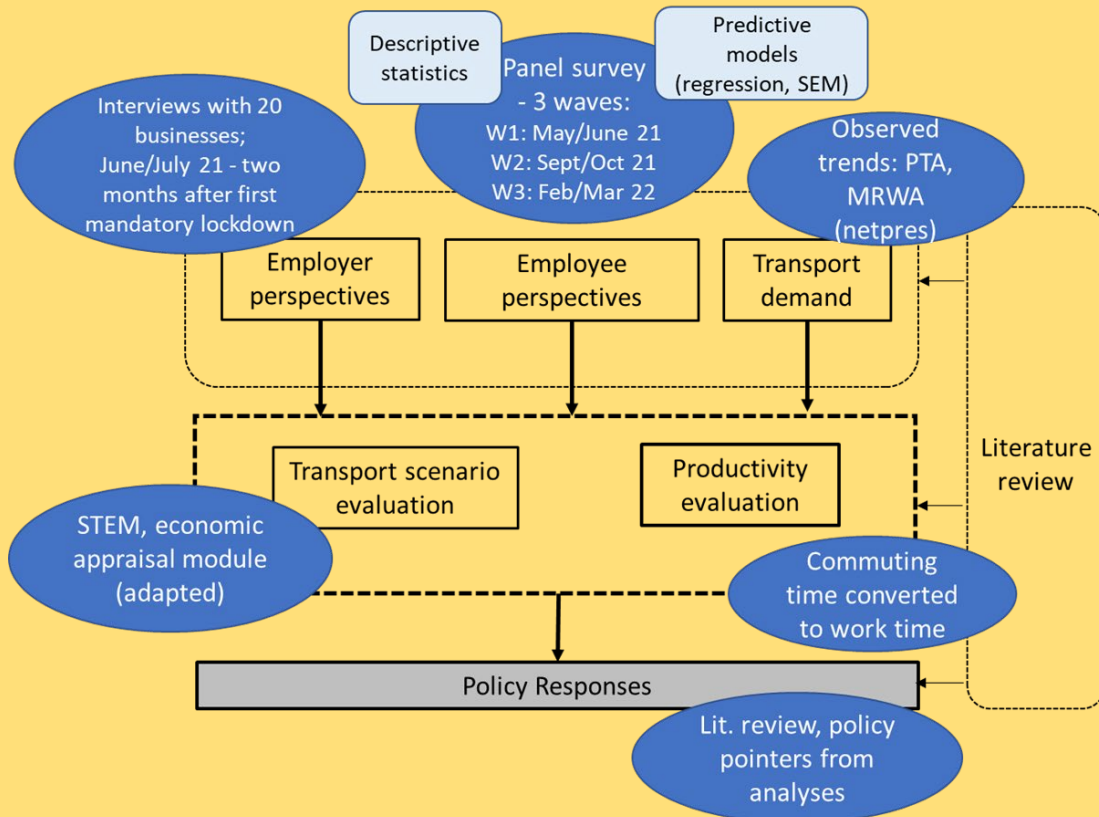 Descriptive
statistics
Predictive
models
(regression, SEM)
Panel survey
- 3 waves:
W1: May/June 21
W2: Sept/Oct 21
W3: Feb/Mar 22
Interviews with 20
businesses;
June/July 21 - two
months after first
mandatory lockdown
Observed
trends: PTA,
MRWA
(netpres)
Employer
perspectives
Employee
perspectives
Transport
demand
Transport scenario
evaluation
Productivity
evaluation
Literature
review
STEM, economic
appraisal module
(adapted)
Commuting
time converted
to work time
Policy Responses
Lit. review, policy
pointers from
analyses